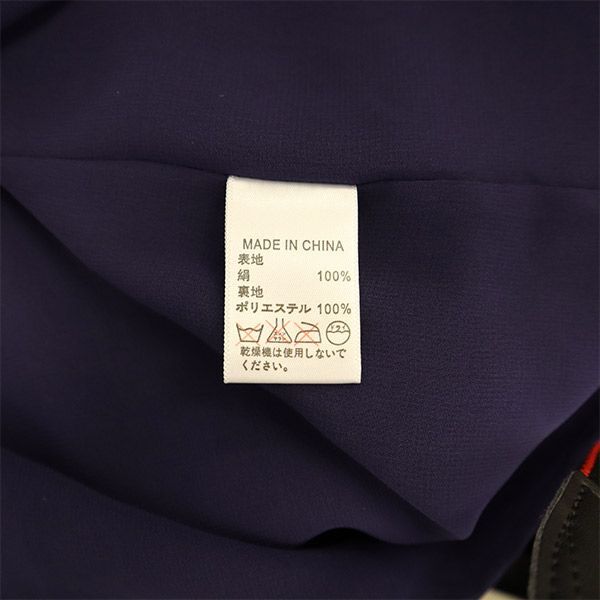 MADE IN CHINA
表地
絹 100%
裏地
ポリエステル 100%
乾燥機は使用しないで
ください。